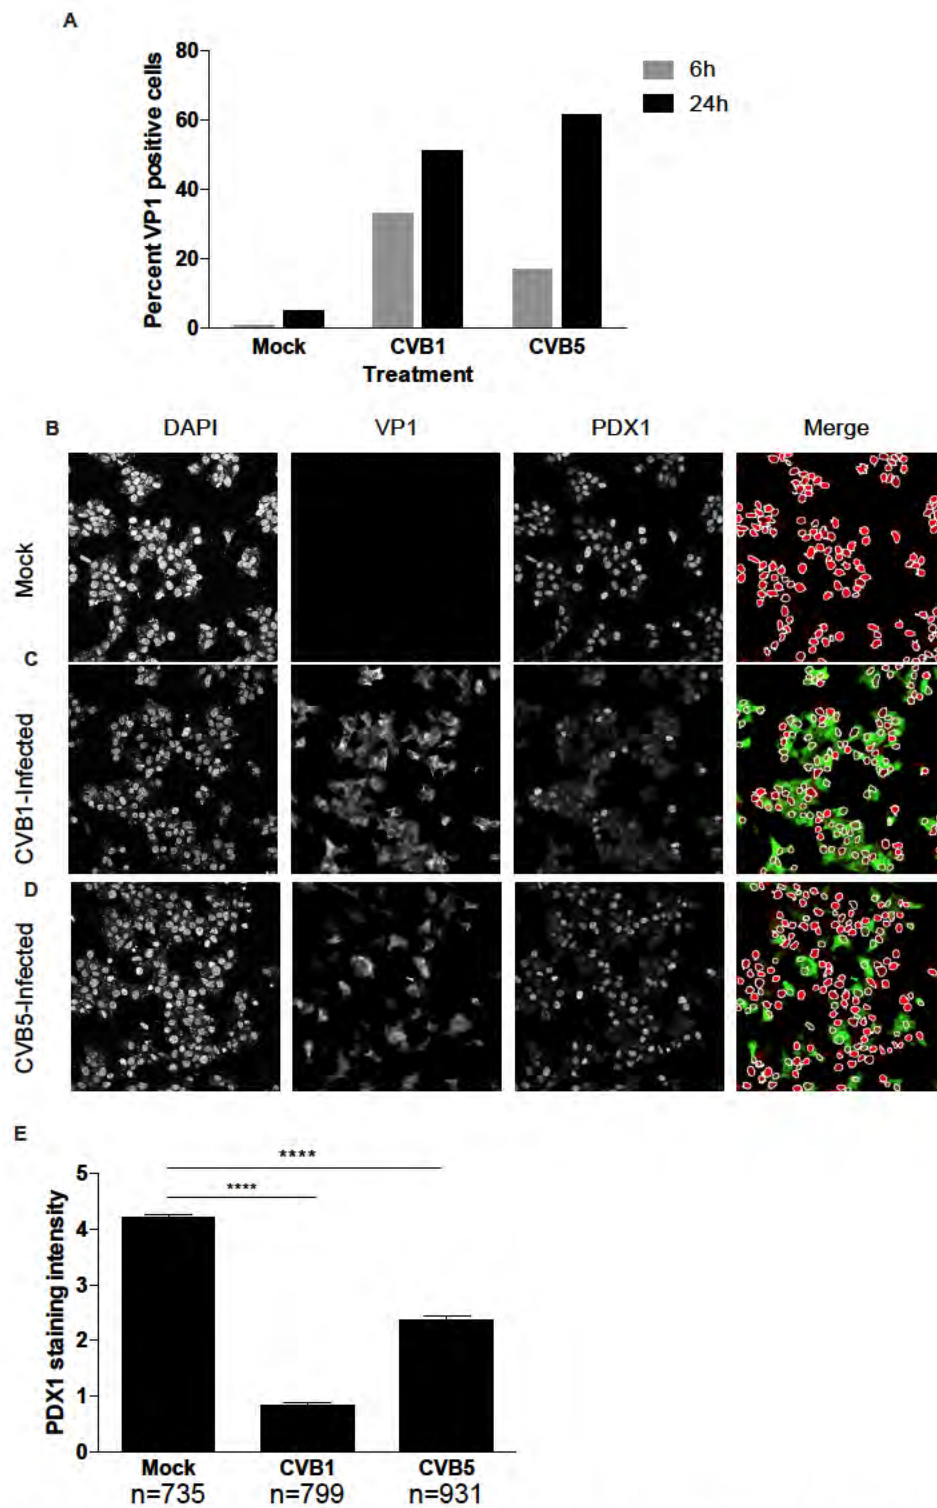 A
80
60
40
20
0
Percent VP1 positive cells
6h
24h
Mock CVB1 CVB5
Treatment
B
DAPI VP1 PDX1 Merge
Mock
C
CVB1-Infected
D
CVB5-Infected
E
****
****
5
4
3
2
1
0
PDX1 staining intensity
Mock CVB1 CVB5
n=735 n=799 n=931